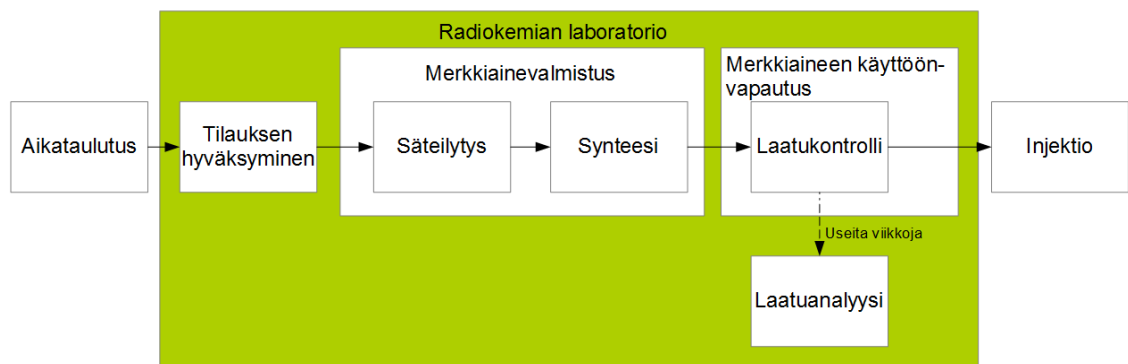 Radiokemian laboratorio
Merkkiainevalmistus
Merkkiaineen käyttöön-
vapautus
Aikataulutus
Tilauksen
hyväksyminen
Säteilytys
Synteesi
Laatukontrolli
Injektio
Useita viikkoja
Laatuanalyysi